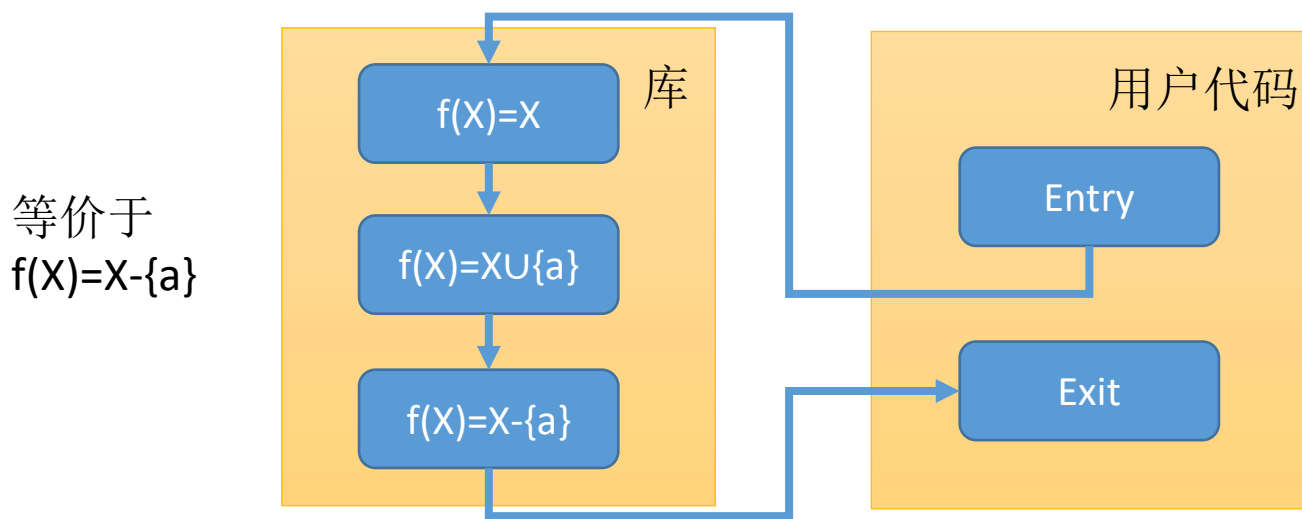 等价于
f(X)=X-{a}
库
f(X)=X
f(X)=X∪{a}
f(X)=X-{a}
用户代码
Entry
Exit